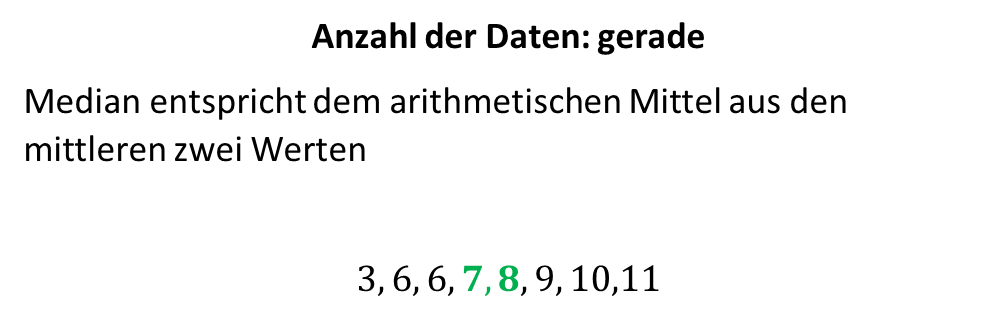 Anzahl der Daten: gerade
Median entspricht dem arithmetischen Mittel aus den
mittleren zwei Werten
3, 6, 6, 7, 8, 9, 10,11